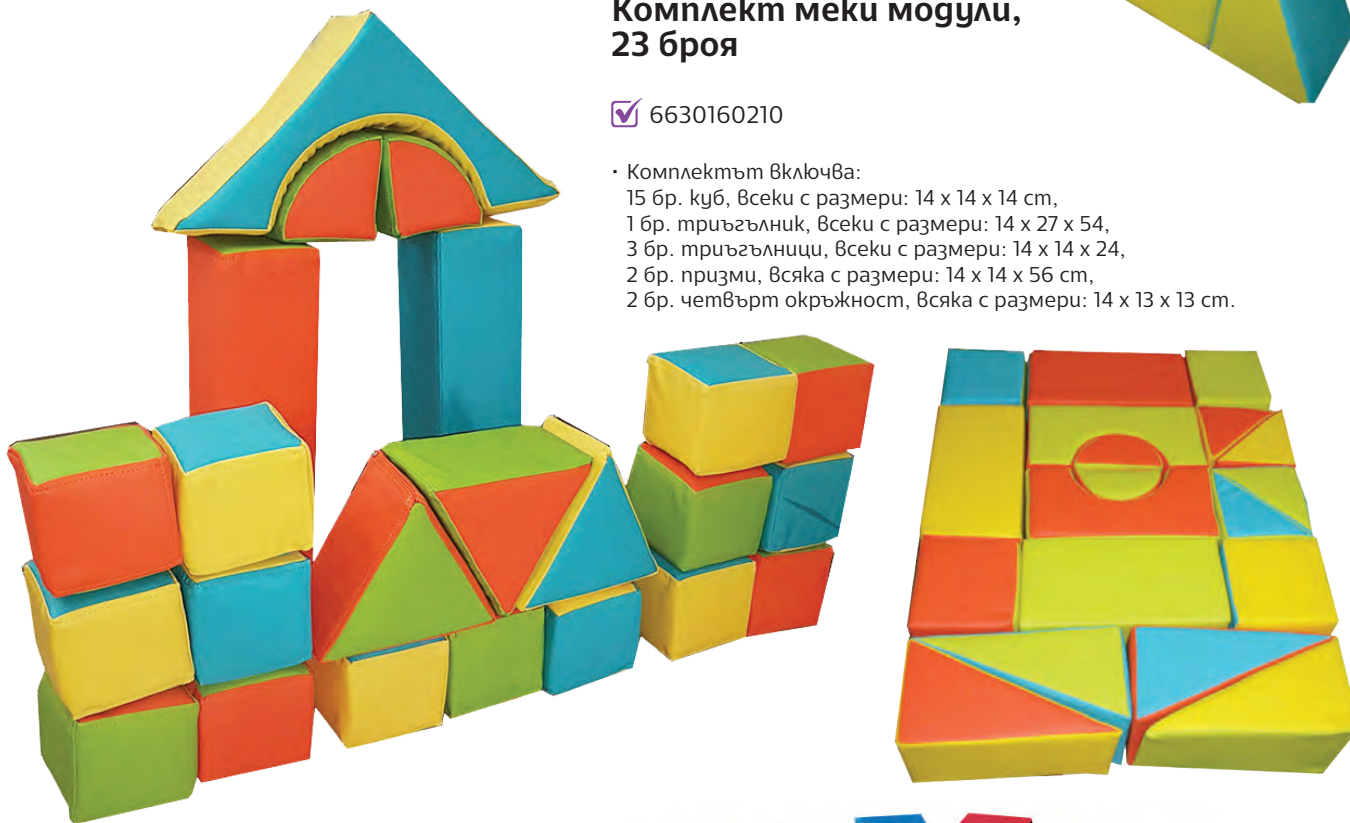 Комплект меки модули,
23 броя
6630160210
• Комплектът включва:
15 бр. куб, всеки с размери: 14 x 14 x 14 cm,
1 бр. триъгълник, всеки с размери: 14 x 27 x 54,
3 бр. триъгълници, всеки с размери: 14 x 14 x 24,
2 бр. призми, всяка с размери: 14 x 14 x 56 cm,
2 бр. четвърт окръжност, всяка с размери: 14 x 13 x 13 cm.